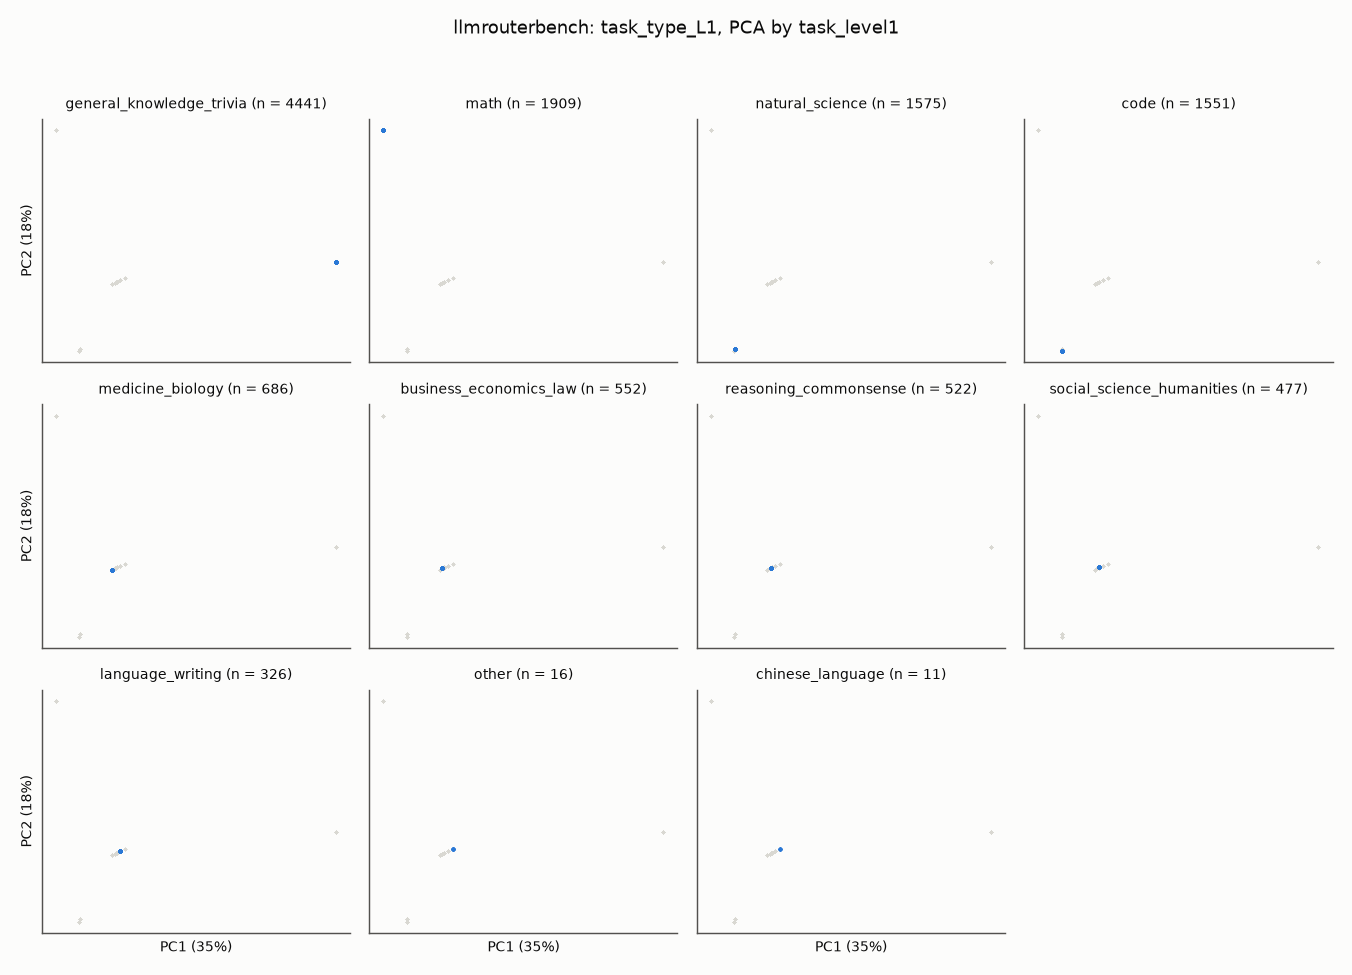 llmrouterbench: task_type_L1, PCA by task_level1
general_knowledge_trivia (n = 4441)
math (n = 1909)
natural_science (n = 1575)
code (n = 1551)
PC2 (18%)
medicine_biology (n = 686)
business_economics_law (n = 552)
reasoning_commonsense (n = 522)
social_science_humanities (n = 477)
PC2 (18%)
language_writing (n = 326)
other (n = 16)
chinese_language (n = 11)
PC2 (18%)
PC1 (35%)
PC1 (35%)
PC1 (35%)